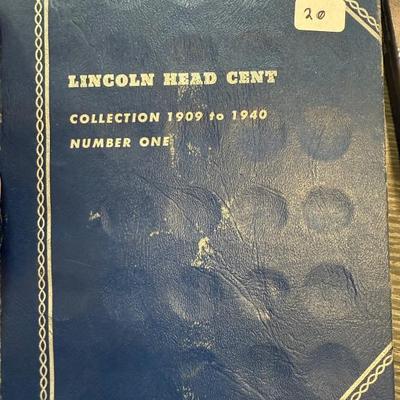 20
LINCOLN HEAD CENT
COLLECTION 1909 to 1940
NUMBER ONE